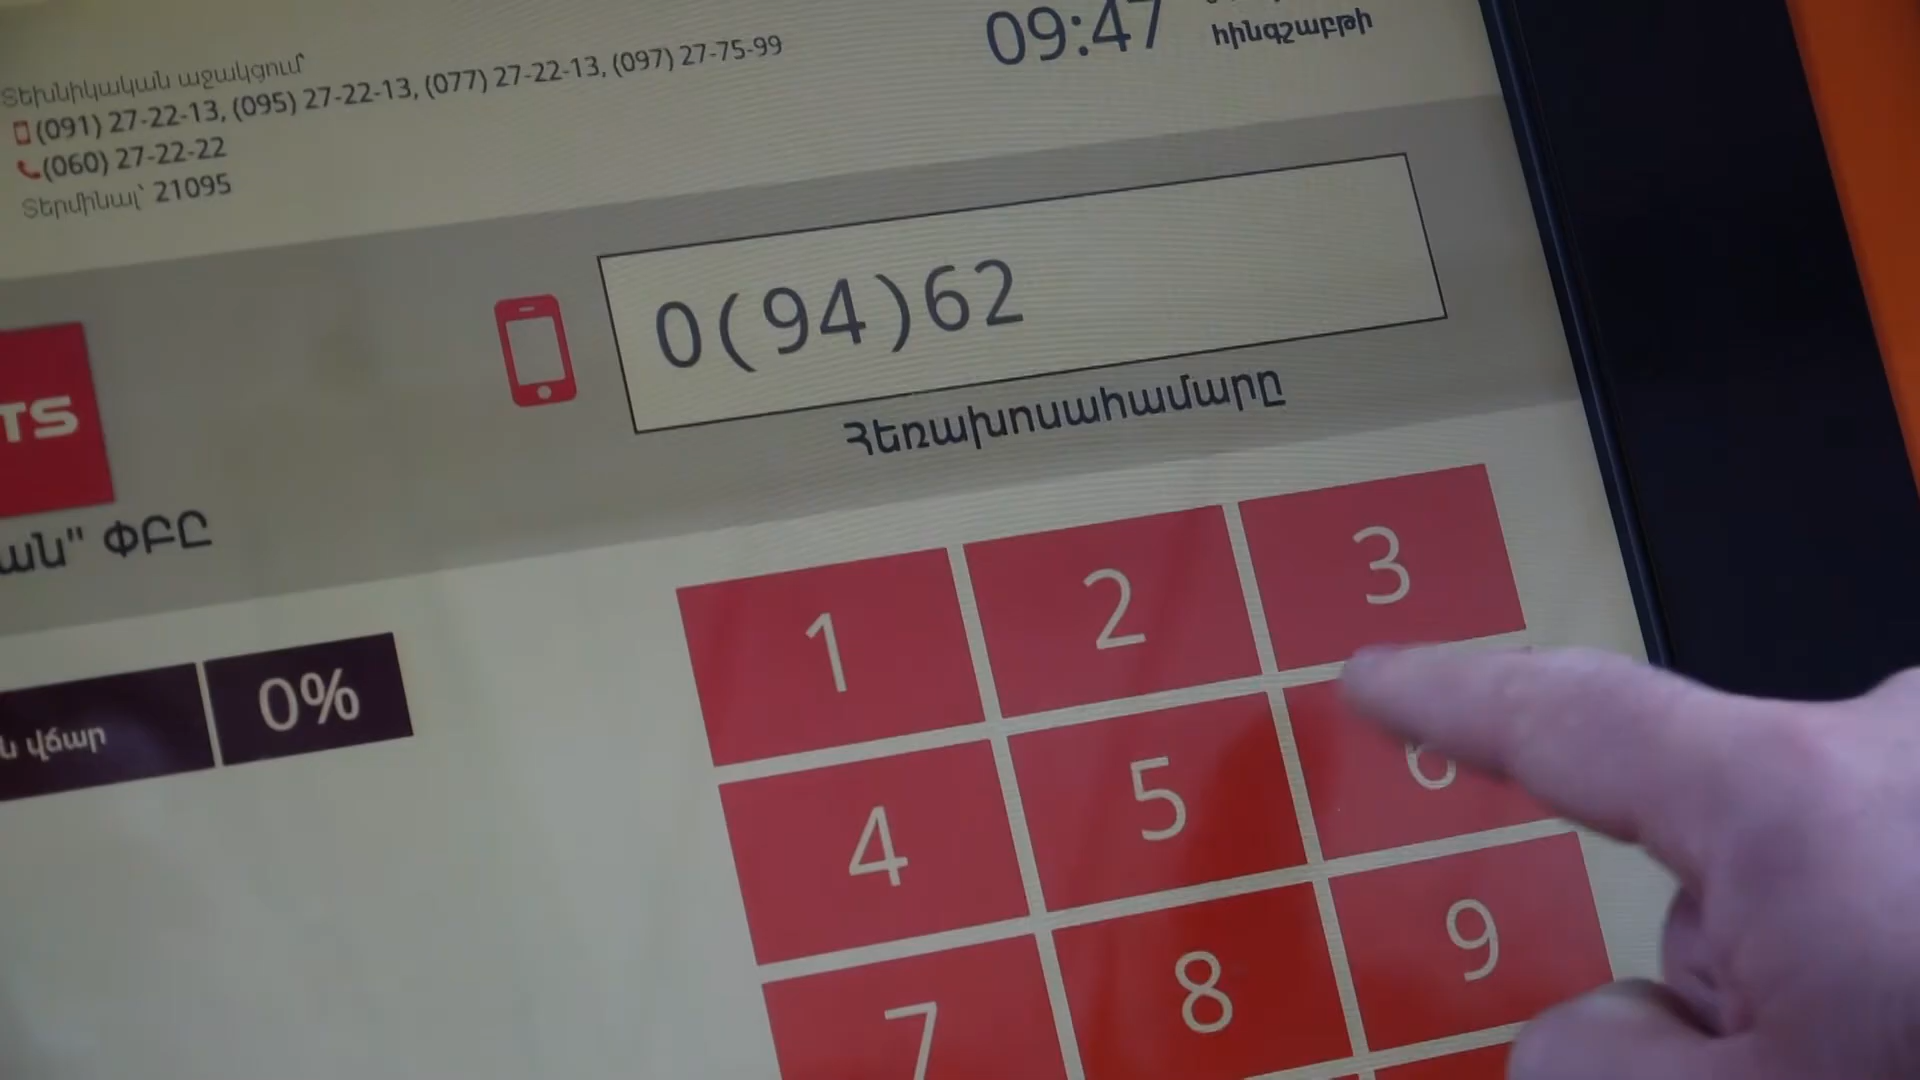 Տեխնիկական աջակցում
(091) 27-22-13, (095) 27-22-13, (077) 27-22-13, (097) 27-75-99
(060) 27-22-22
Տերմինալ՝ 21095
09:47
հինգշաբթի
0(94)62
Հեռախոսահամարը
TS
ան" ՓԲԸ
ն վճար
0%
1 2 3
4 5 6
7 8 9